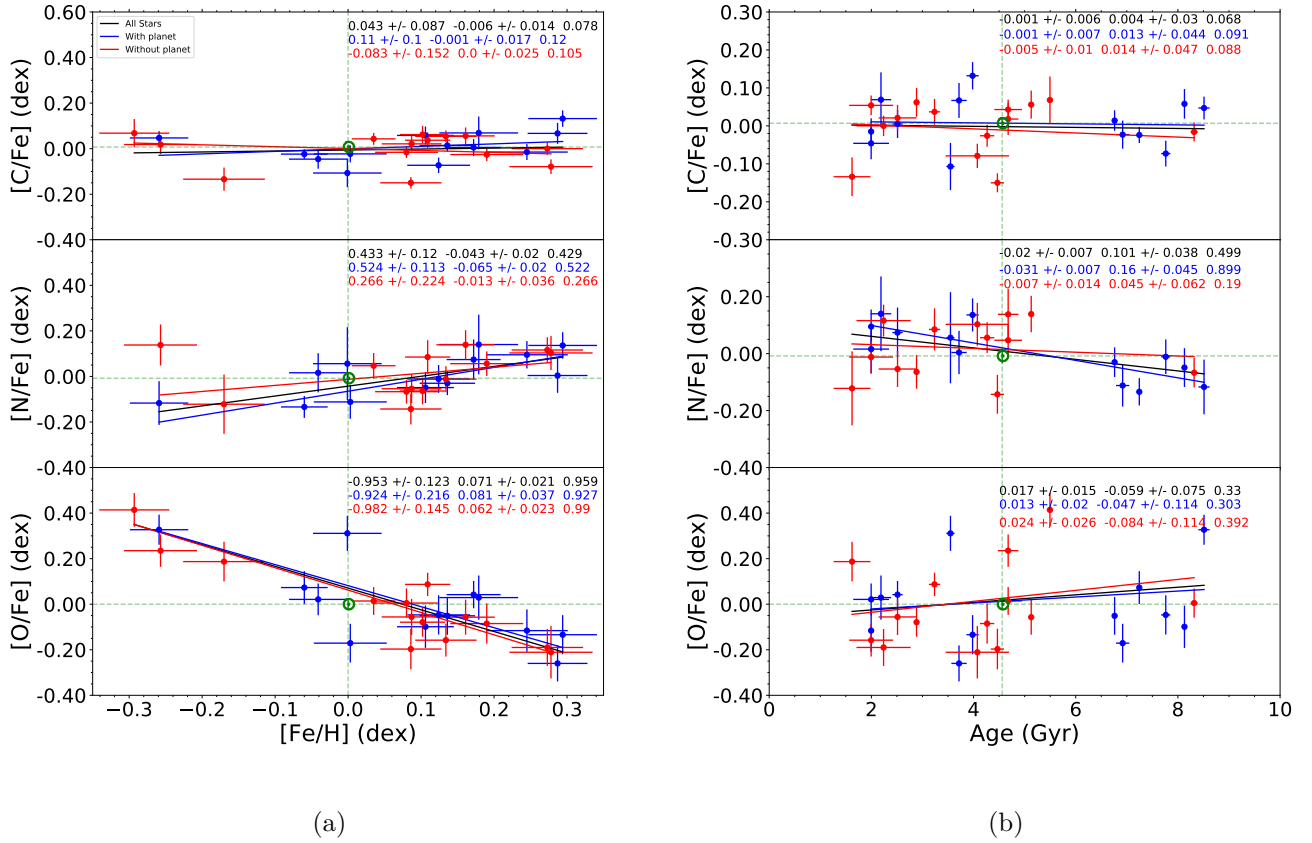 0.60
0.40
0.20
0.00
-0.20
-0.40
[C/Fe] (dex)
All Stars
With planet
Without planet
0.043 +/- 0.087 -0.006 +/- 0.014 0.078
0.11 +/- 0.1 -0.001 +/- 0.017 0.12
-0.083 +/- 0.152 0.0 +/- 0.025 0.105
0.40
0.20
0.00
-0.20
-0.40
[N/Fe] (dex)
0.433 +/- 0.12 -0.043 +/- 0.02 0.429
0.524 +/- 0.113 -0.065 +/- 0.02 0.522
0.266 +/- 0.224 -0.013 +/- 0.036 0.266
0.40
0.20
0.00
-0.20
-0.40
[O/Fe] (dex)
-0.953 +/- 0.123 0.071 +/- 0.021 0.959
-0.924 +/- 0.216 0.081 +/- 0.037 0.927
-0.982 +/- 0.145 0.062 +/- 0.023 0.99
−0.3 −0.2 −0.1 0.0 0.1 0.2 0.3
[Fe/H] (dex)
(a)
0.30
0.20
0.10
0.00
-0.10
-0.20
-0.30
[C/Fe] (dex)
-0.001 +/- 0.006 0.004 +/- 0.03 0.068
-0.001 +/- 0.007 0.013 +/- 0.044 0.091
-0.005 +/- 0.01 0.014 +/- 0.047 0.088
0.40
0.20
0.00
-0.20
-0.40
[N/Fe] (dex)
-0.02 +/- 0.007 0.101 +/- 0.038 0.499
-0.031 +/- 0.007 0.16 +/- 0.045 0.899
-0.007 +/- 0.014 0.045 +/- 0.062 0.19
0.40
0.20
0.00
-0.20
-0.40
[O/Fe] (dex)
0.017 +/- 0.015 -0.059 +/- 0.075 0.33
0.013 +/- 0.02 -0.047 +/- 0.114 0.303
0.024 +/- 0.026 -0.084 +/- 0.114 0.392
0 2 4 6 8 10
Age (Gyr)
(b)